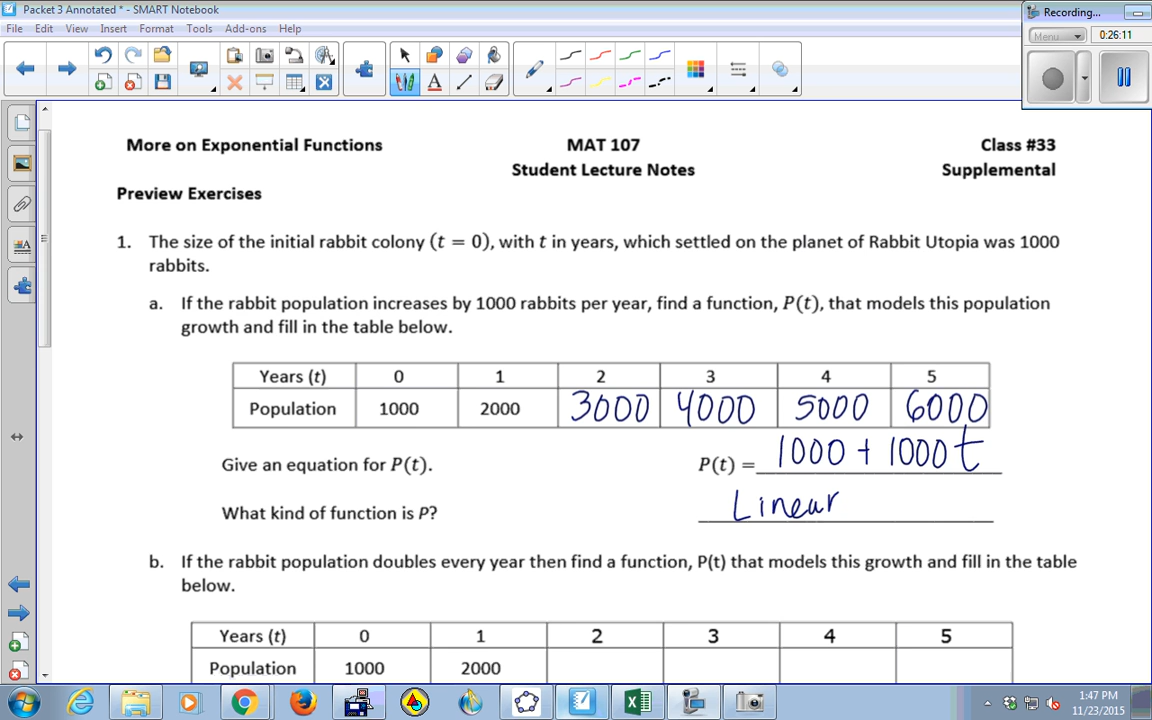 Packet 3 Annotated * - SMART Notebook
Recording...
File Edit View Insert Format Tools Add-ons Help
Menu
0:26:11
More on Exponential Functions MAT 107 Class #33
Student Lecture Notes Supplemental
Preview Exercises
1. The size of the initial rabbit colony (t = 0), with t in years, which settled on the planet of Rabbit Utopia was 1000
rabbits.
a. If the rabbit population increases by 1000 rabbits per year, find a function, P(t), that models this population
growth and fill in the table below.
Years (t) 0 1 2 3 4 5
Population 1000 2000 3000 4000 5000 6000
Give an equation for P(t). P(t) = 1000 + 1000t
What kind of function is P? Linear
b. If the rabbit population doubles every year then find a function, P(t) that models this growth and fill in the table
below.
Years (t) 0 1 2 3 4 5
Population 1000 2000
1:47 PM
11/23/2015